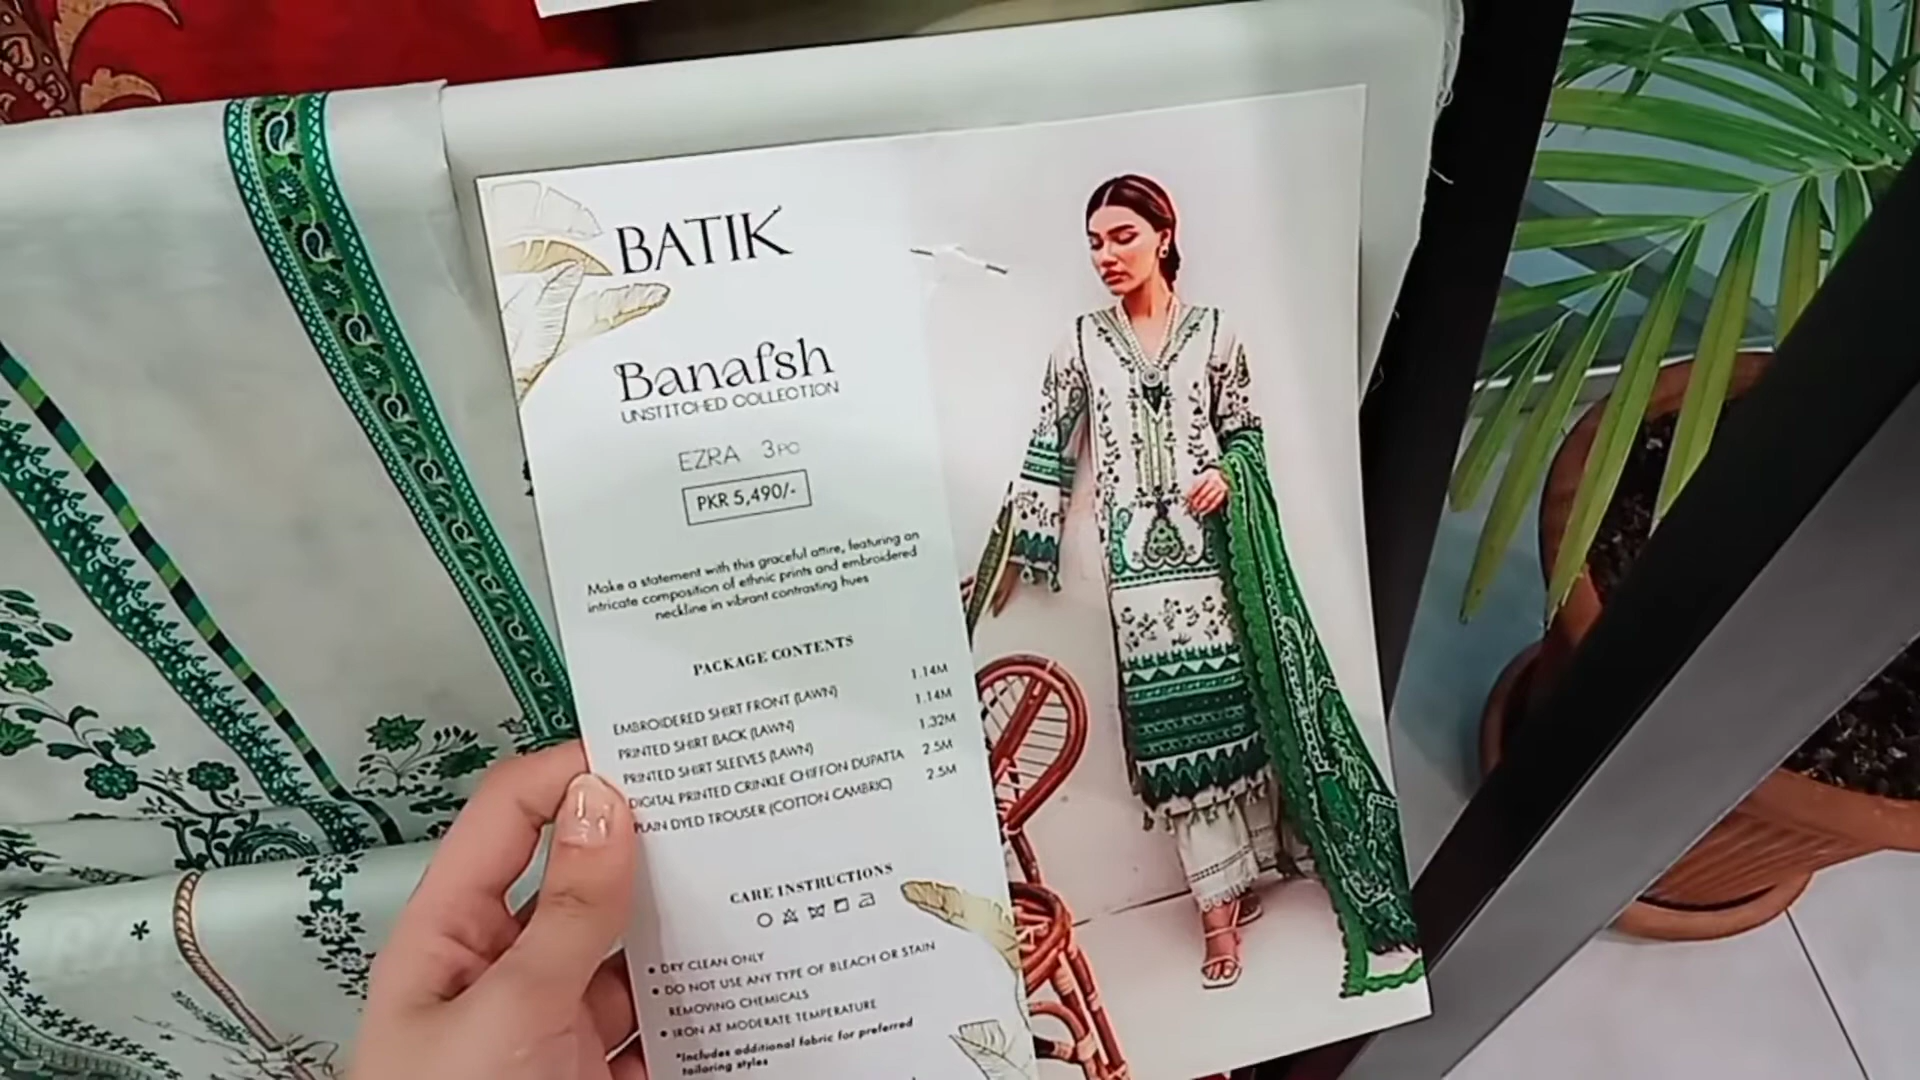 BATIK
Banafsh
UNSTITCHED COLLECTION
EZRA 3PC
PKR 5,490/-
Make a statement with this graceful attire, featuring an
intricate composition of ethnic prints and embroidered
neckline in vibrant contrasting hues
PACKAGE CONTENTS
EMBROIDERED SHIRT FRONT (LAWN) 1.14M
PRINTED SHIRT BACK (LAWN) 1.14M
PRINTED SHIRT SLEEVES (LAWN) 1.32M
DIGITAL PRINTED CRINKLE CHIFFON DUPATTA 2.5M
PLAIN DYED TROUSER (COTTON CAMBRIC) 2.5M
CARE INSTRUCTIONS
• DRY CLEAN ONLY
• DO NOT USE ANY TYPE OF BLEACH OR STAIN
REMOVING CHEMICALS
• IRON AT MODERATE TEMPERATURE
*Includes additional fabric for preferred
tailoring styles